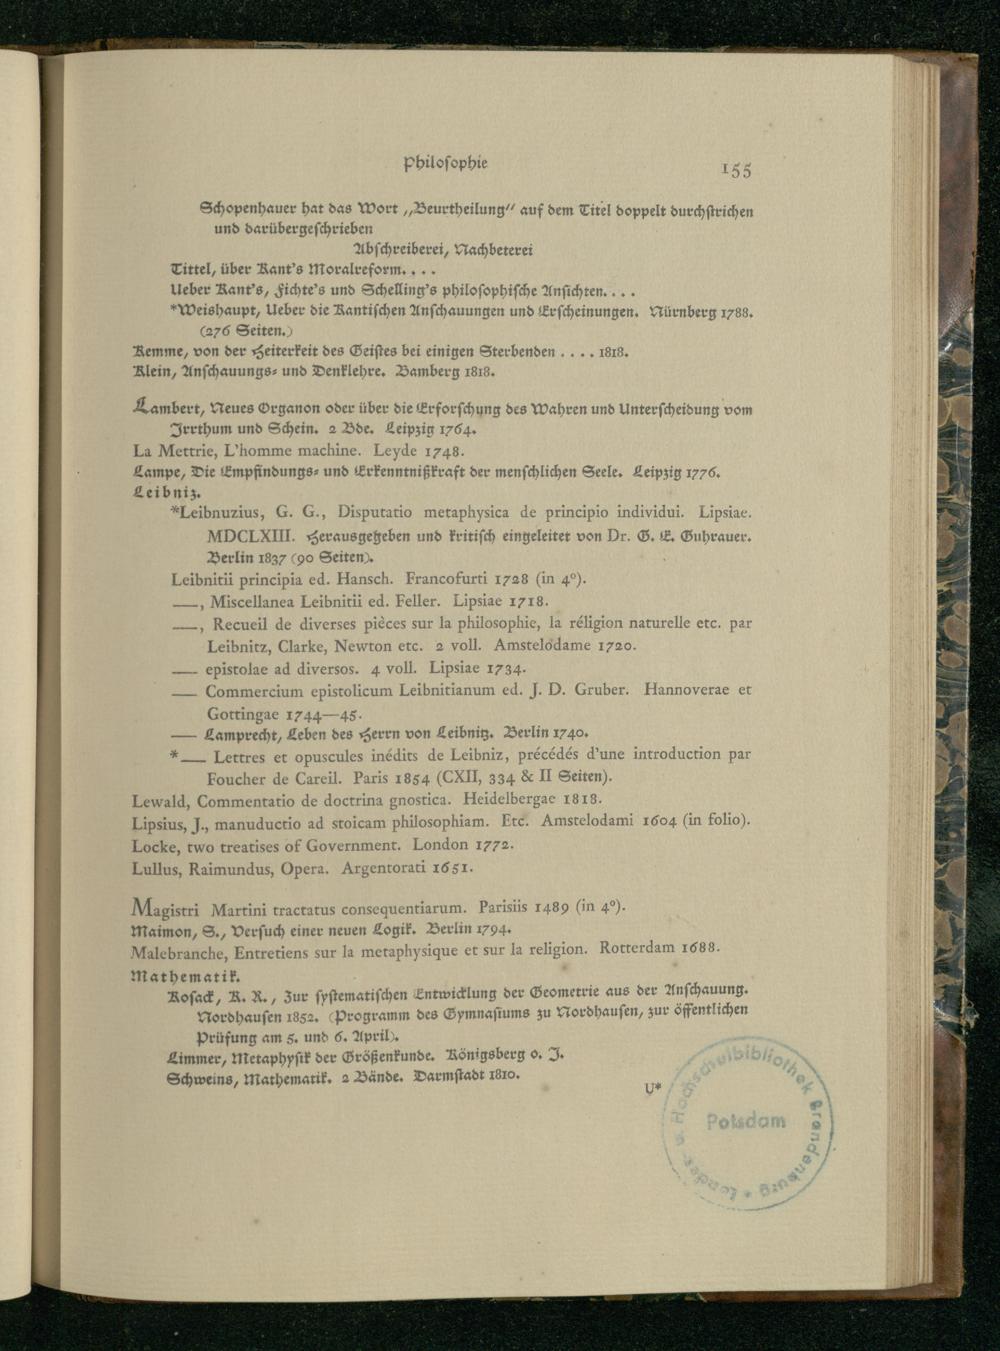 Philosophie
155
Schopenhauer hat das Wort „Beurtheilung“ auf dem Titel doppelt durchstrichen
und darübergeschrieben
Abschreiberei, Nachbeterei
Tittel, über Kant's Moralreform. . . .
Ueber Kant's, Fichte's und Schelling's philosophische Ansichten. . . .
*Weishaupt, Ueber die Kantischen Anschauungen und Erscheinungen. Nürnberg 1788.
(276 Seiten.)
Kemme, von der Heiterkeit des Geistes bei einigen Sterbenden . . . . 1818.
Klein, Anschauungs- und Denklehre. Bamberg 1818.
Lambert, Neues Organon oder über die Erforschung des Wahren und Unterscheidung vom
Irrthum und Schein. 2 Bde. Leipzig 1764.
La Mettrie, L'homme machine. Leyde 1748.
Lampe, Die Empfindungs- und Erkenntnißkraft der menschlichen Seele. Leipzig 1776.
Leibniz.
*Leibnuzius, G. G., Disputatio metaphysica de principio individui. Lipsiae.
MDCLXIII. Herausgegeben und kritisch eingeleitet von Dr. G. E. Guhrauer.
Berlin 1837 (90 Seiten).
Leibnitii principia ed. Hansch. Francofurti 1728 (in 4°).
—, Miscellanea Leibnitii ed. Feller. Lipsiae 1718.
—, Recueil de diverses pièces sur la philosophie, la réligion naturelle etc. par
Leibnitz, Clarke, Newton etc. 2 voll. Amstelodame 1720.
— epistolae ad diversos. 4 voll. Lipsiae 1734.
— Commercium epistolicum Leibnitianum ed. J. D. Gruber. Hannoverae et
Gottingae 1744—45.
— Lamprecht, Leben des Herrn von Leibnitz. Berlin 1740.
*— Lettres et opuscules inédits de Leibniz, précédés d'une introduction par
Foucher de Careil. Paris 1854 (CXII, 334 & II Seiten).
Lewald, Commentatio de doctrina gnostica. Heidelbergae 1818.
Lipsius, J., manuductio ad stoicam philosophiam. Etc. Amstelodami 1604 (in folio).
Locke, two treatises of Government. London 1772.
Lullus, Raimundus, Opera. Argentorati 1651.
Magistri Martini tractatus consequentiarum. Parisiis 1489 (in 4°).
Maimon, S., Versuch einer neuen Logik. Berlin 1794.
Malebranche, Entretiens sur la metaphysique et sur la religion. Rotterdam 1688.
Mathematik.
Kosack, K. R., Zur systematischen Entwicklung der Geometrie aus der Anschauung.
Nordhausen 1852. (Programm des Gymnasiums zu Nordhausen, zur öffentlichen
Prüfung am 5. und 6. April).
Limmer, Metaphysik der Größenkunde. Königsberg o. J.
Schweins, Mathematik. 2 Bände. Darmstadt 1810.
U*
Landes- u. Hochschulbibliothek Brandenburg *
Potsdam